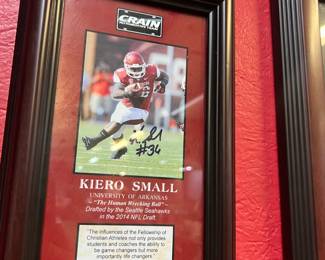 CRAIN
#36
KIERO SMALL
UNIVERSITY OF ARKANSAS
"The Human Wrecking Ball"
Drafted by the Seattle Seahawks
in the 2014 NFL Draft
"The influences of the Fellowship of
Christian Athletes not only provides
students and coaches the ability to
be game changers but more
importantly life changers."